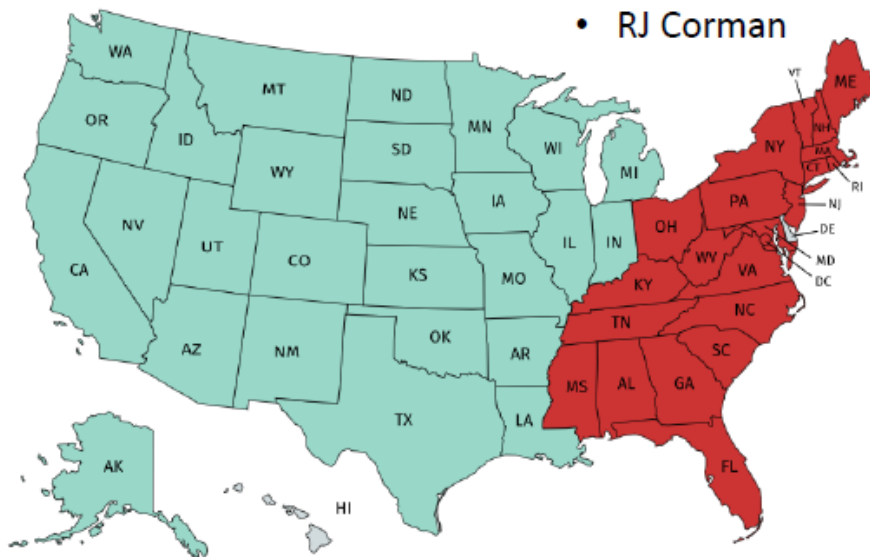 • RJ Corman
WA
MT
ND
MN
VT
ME
OR
ID
SD
WI
NY
NH
MA
WY
MI
CT
RI
IA
PA
NJ
NV
NE
OH
DE
UT
IL
IN
WV
MD
CA
CO
KS
MO
VA
DC
KY
NC
TN
AZ
NM
OK
AR
SC
MS
AL
GA
TX
LA
AK
FL
HI